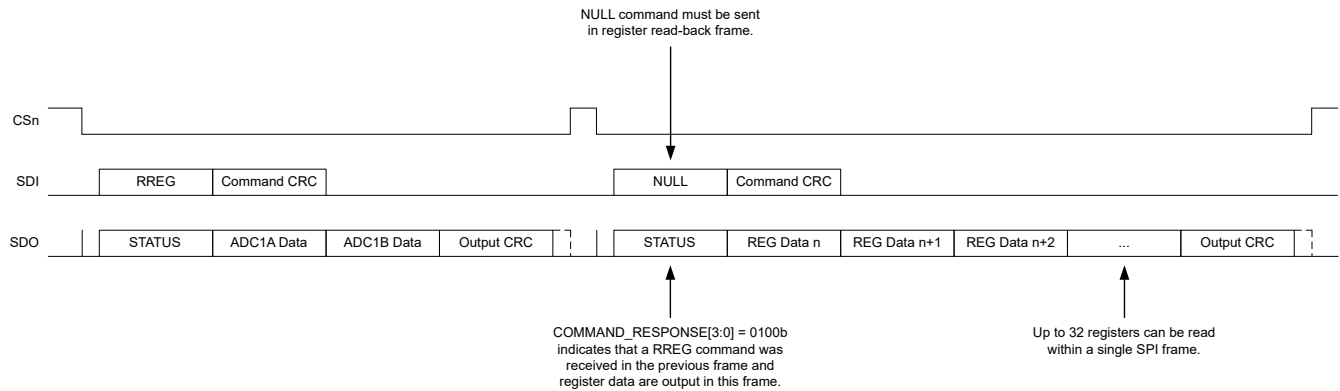 NULL command must be sent
in register read-back frame.
CSn
SDI
RREG
Command CRC
NULL
Command CRC
SDO
STATUS
ADC1A Data
ADC1B Data
Output CRC
STATUS
REG Data n
REG Data n+1
REG Data n+2
...
Output CRC
COMMAND_RESPONSE[3:0] = 0100b
indicates that a RREG command was
received in the previous frame and
register data are output in this frame.
Up to 32 registers can be read
within a single SPI frame.